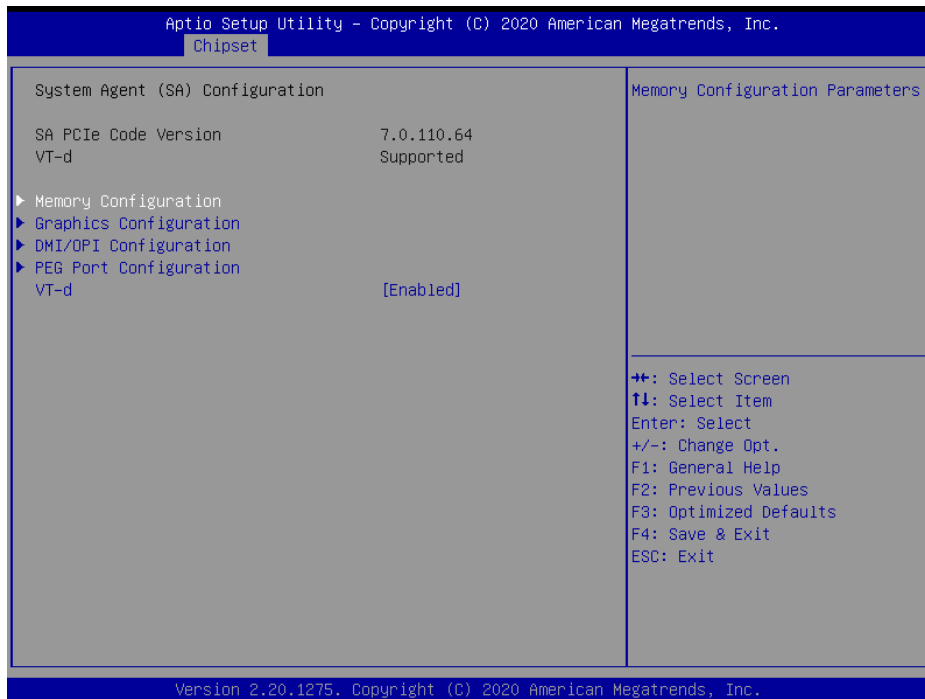 Aptio Setup Utility – Copyright (C) 2020 American Megatrends, Inc.
Chipset
System Agent (SA) Configuration
SA PCIe Code Version 7.0.110.64
VT-d Supported
▶ Memory Configuration
▶ Graphics Configuration
▶ DMI/OPI Configuration
▶ PEG Port Configuration
VT-d [Enabled]
Memory Configuration Parameters
→←: Select Screen
↑↓: Select Item
Enter: Select
+/-: Change Opt.
F1: General Help
F2: Previous Values
F3: Optimized Defaults
F4: Save & Exit
ESC: Exit
Version 2.20.1275. Copyright (C) 2020 American Megatrends, Inc.